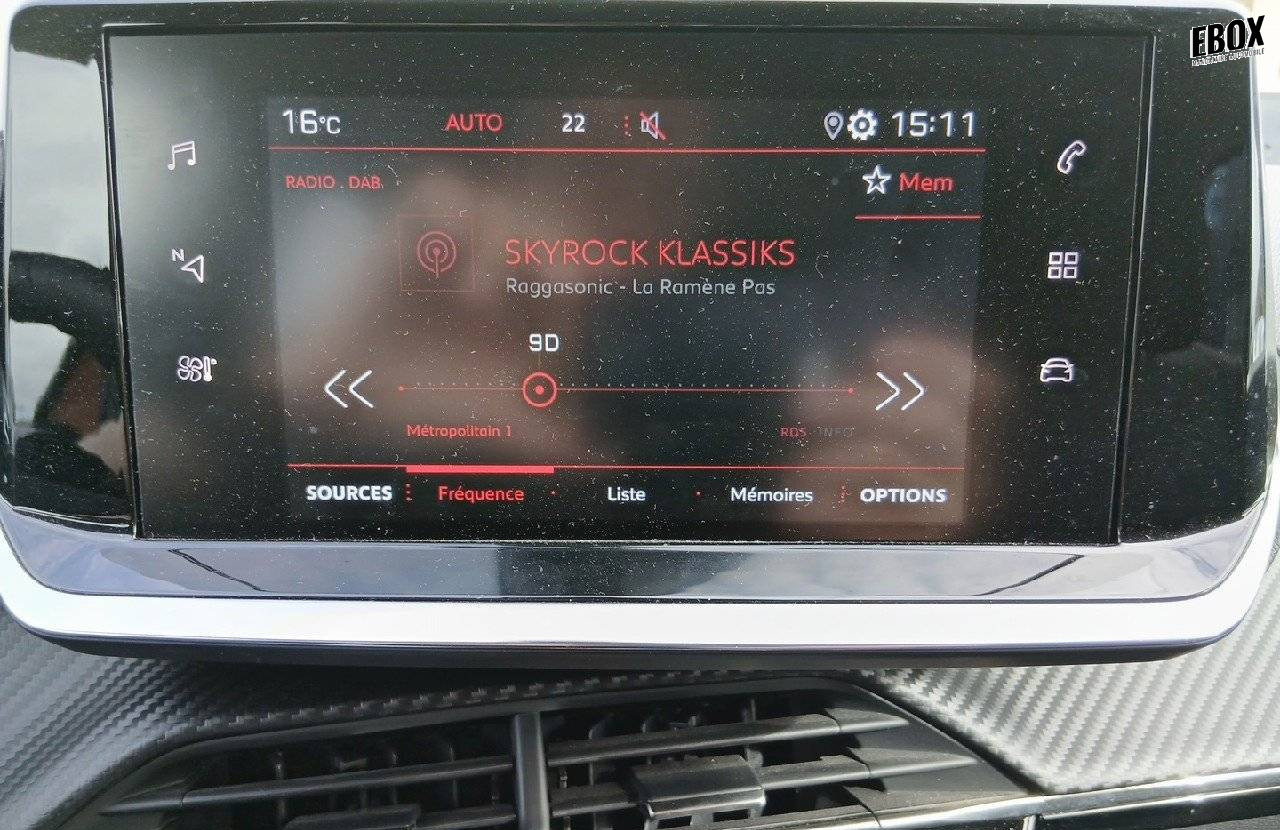 EBOX
16°C AUTO 22 15:11
RADIO . DAB
Mem
SKYROCK KLASSIKS
Raggasonic - La Ramène Pas
9D
Métropolitain 1 RDS INFO
SOURCES Fréquence Liste Mémoires OPTIONS
N